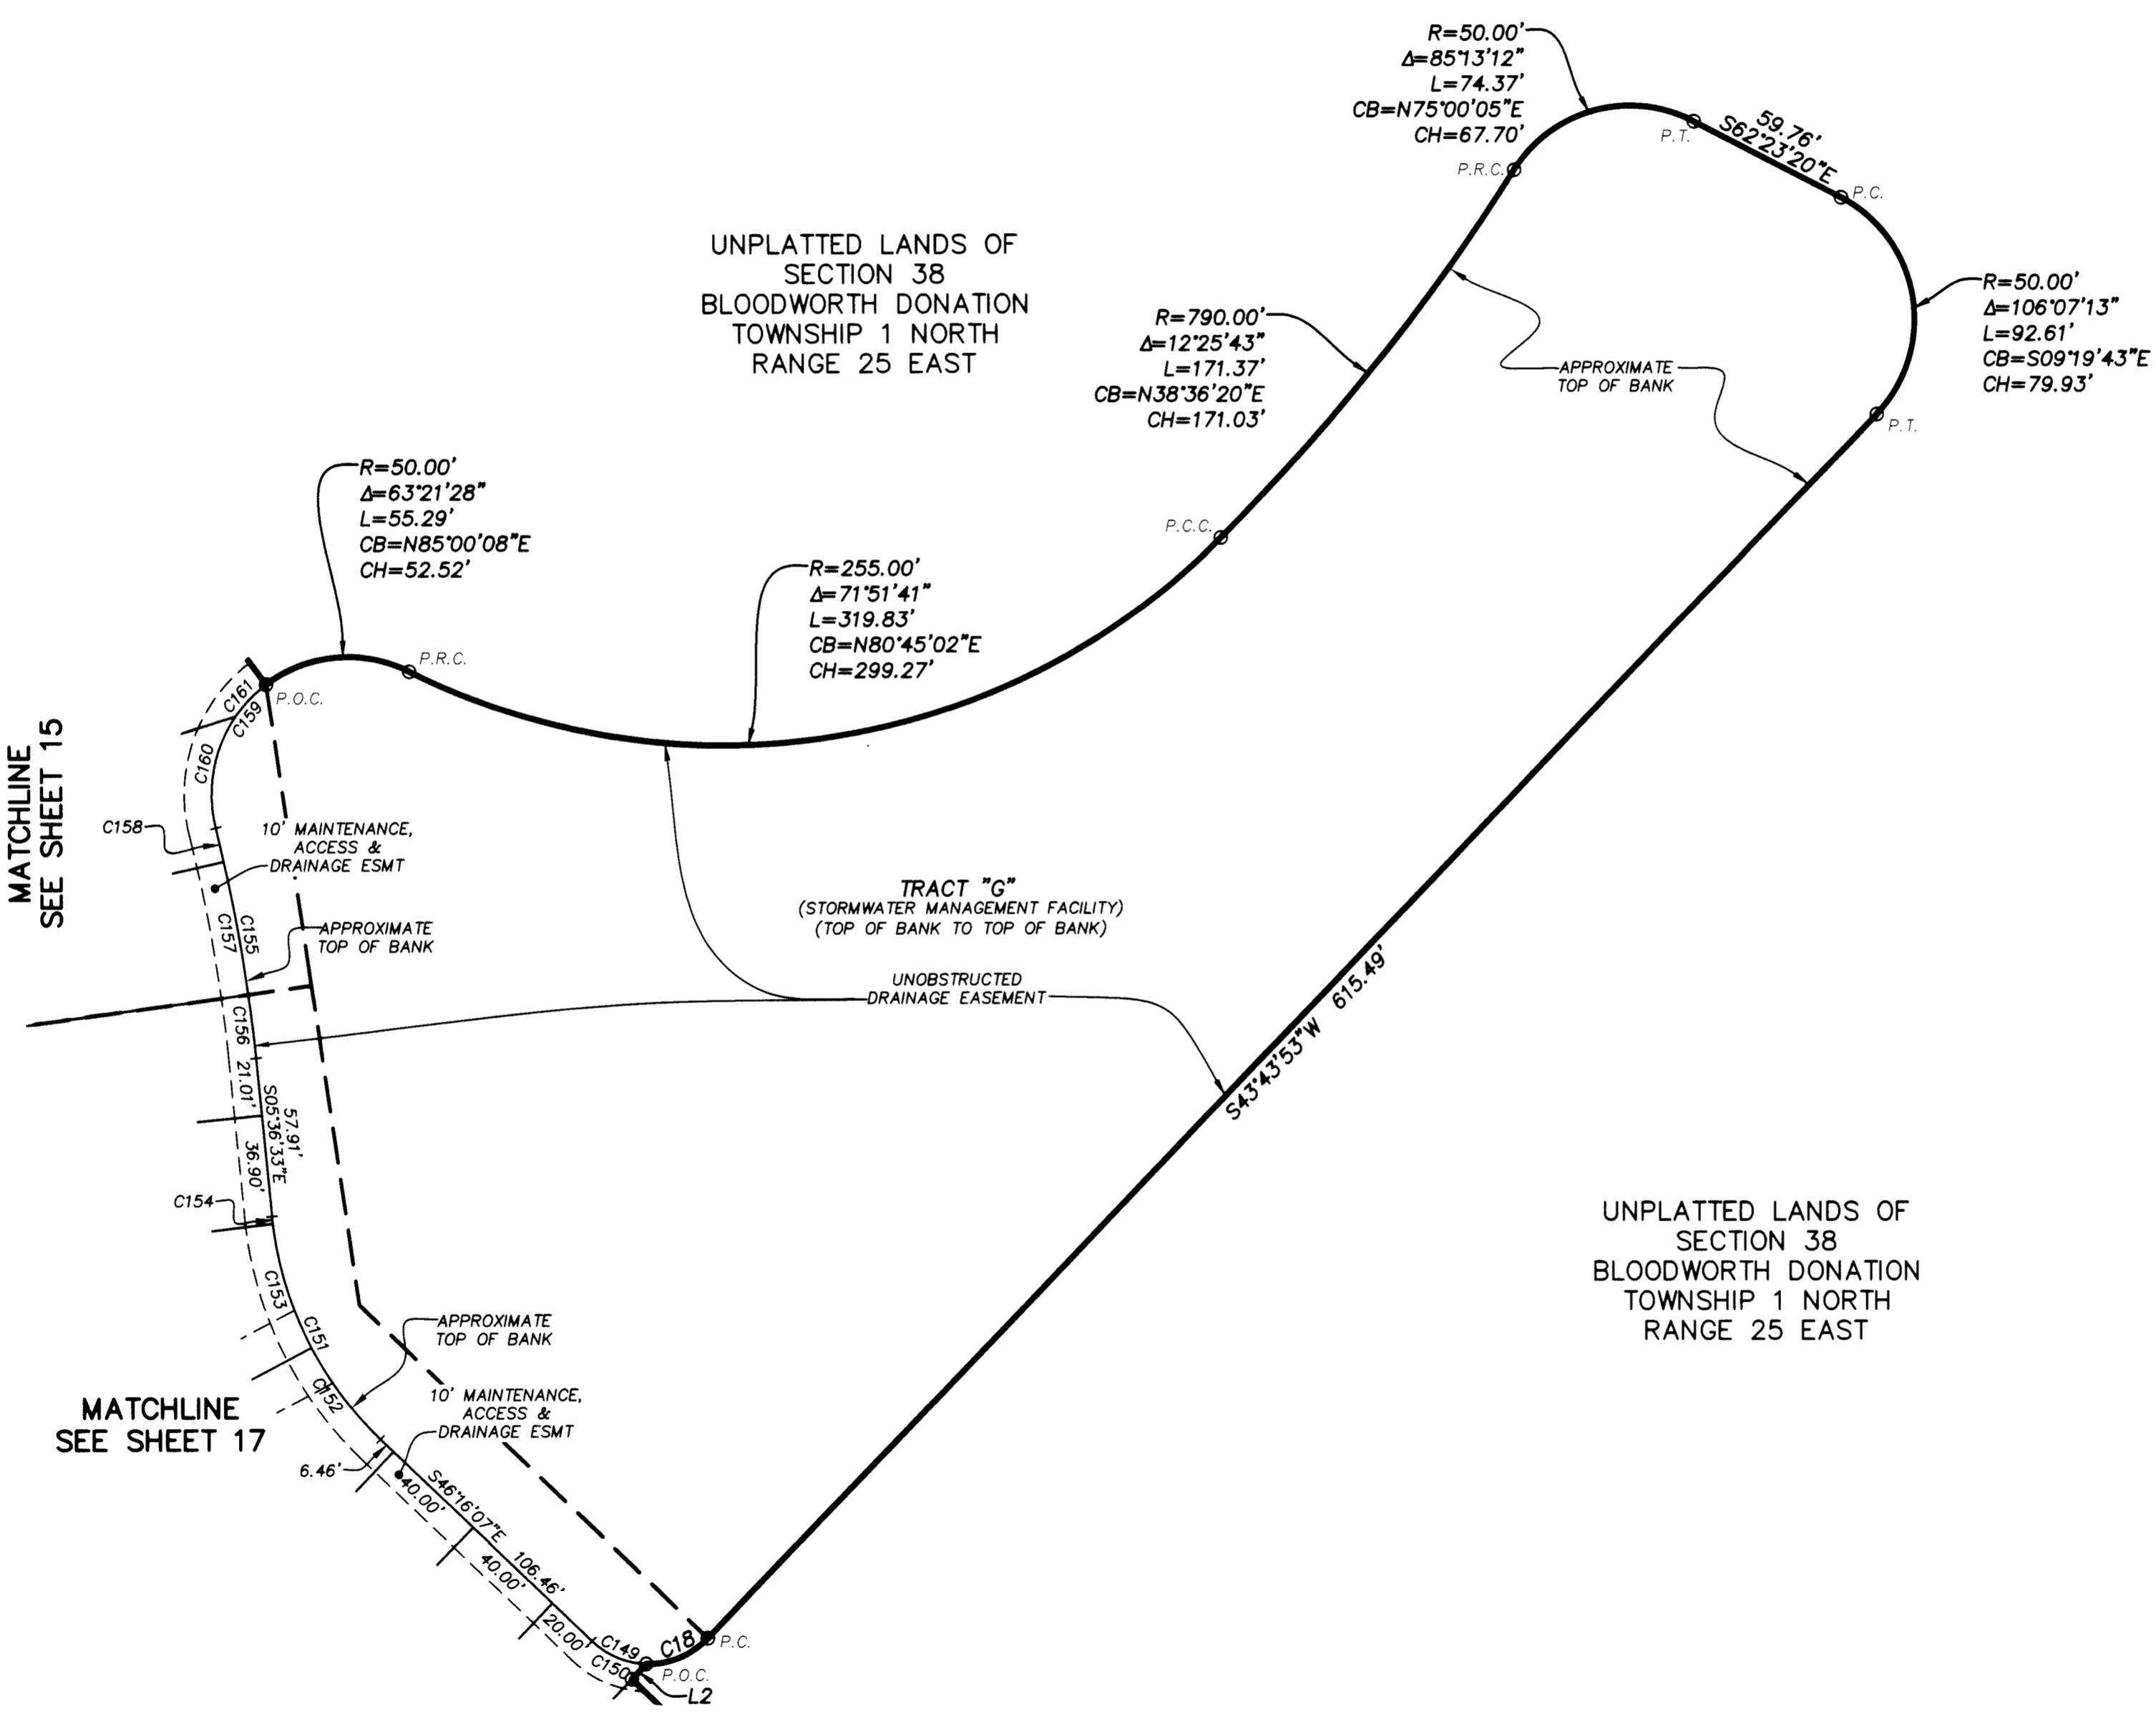 R=50.00'
Δ=85°13'12"
L=74.37'
CB=N75°00'05"E
CH=67.70'
P.R.C.
P.T.
59.76'
S62°23'20"E
P.C.
R=50.00'
Δ=106°07'13"
L=92.61'
CB=S09°19'43"E
CH=79.93'
P.T.
UNPLATTED LANDS OF
SECTION 38
BLOODWORTH DONATION
TOWNSHIP 1 NORTH
RANGE 25 EAST
R=790.00'
Δ=12°25'43"
L=171.37'
CB=N38°36'20"E
CH=171.03'
APPROXIMATE
TOP OF BANK
P.C.C.
R=50.00'
Δ=63°21'28"
L=55.29'
CB=N85°00'08"E
CH=52.52'
P.R.C.
R=255.00'
Δ=71°51'41"
L=319.83'
CB=N80°45'02"E
CH=299.27'
P.O.C.
C161
C159
C160
MATCHLINE
SEE SHEET 15
C158
10' MAINTENANCE,
ACCESS &
DRAINAGE ESMT
C155
C157
APPROXIMATE
TOP OF BANK
TRACT "G"
(STORMWATER MANAGEMENT FACILITY)
(TOP OF BANK TO TOP OF BANK)
UNOBSTRUCTED
DRAINAGE EASEMENT
S43°43'53"W 615.49'
C156
21.01'
57.91'
S05°36'33"E
36.90'
C154
C153
C151
C152
APPROXIMATE
TOP OF BANK
UNPLATTED LANDS OF
SECTION 38
BLOODWORTH DONATION
TOWNSHIP 1 NORTH
RANGE 25 EAST
MATCHLINE
SEE SHEET 17
10' MAINTENANCE,
ACCESS &
DRAINAGE ESMT
6.46'
S46°16'07"E 106.46'
40.00'
40.00'
20.00'
C149
C150
C18
P.C.
P.O.C.
L2